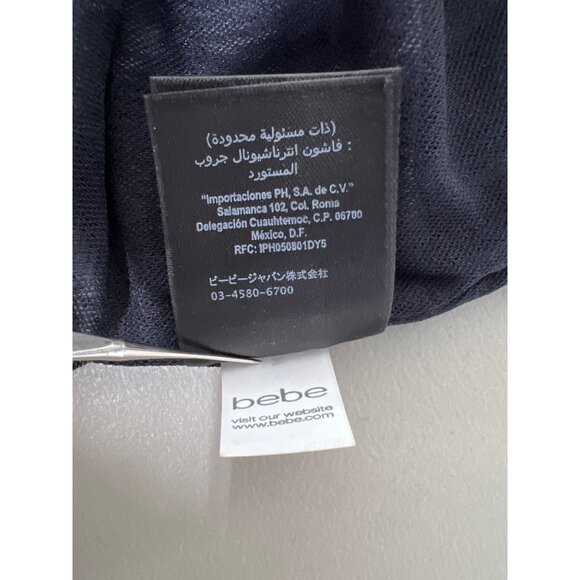 (ذات مسئولية محدودة)
: فاشون انترناشيونال جروب
المستورد
"Importaciones PH, S.A. de C.V."
Salamanca 102, Col. Roma
Delegación Cuauhtemoc, C.P. 06700
México, D.F.
RFC: IPH050801DY5
ビービージャパン株式会社
03-4580-6700
bebe
visit our website
www.bebe.com